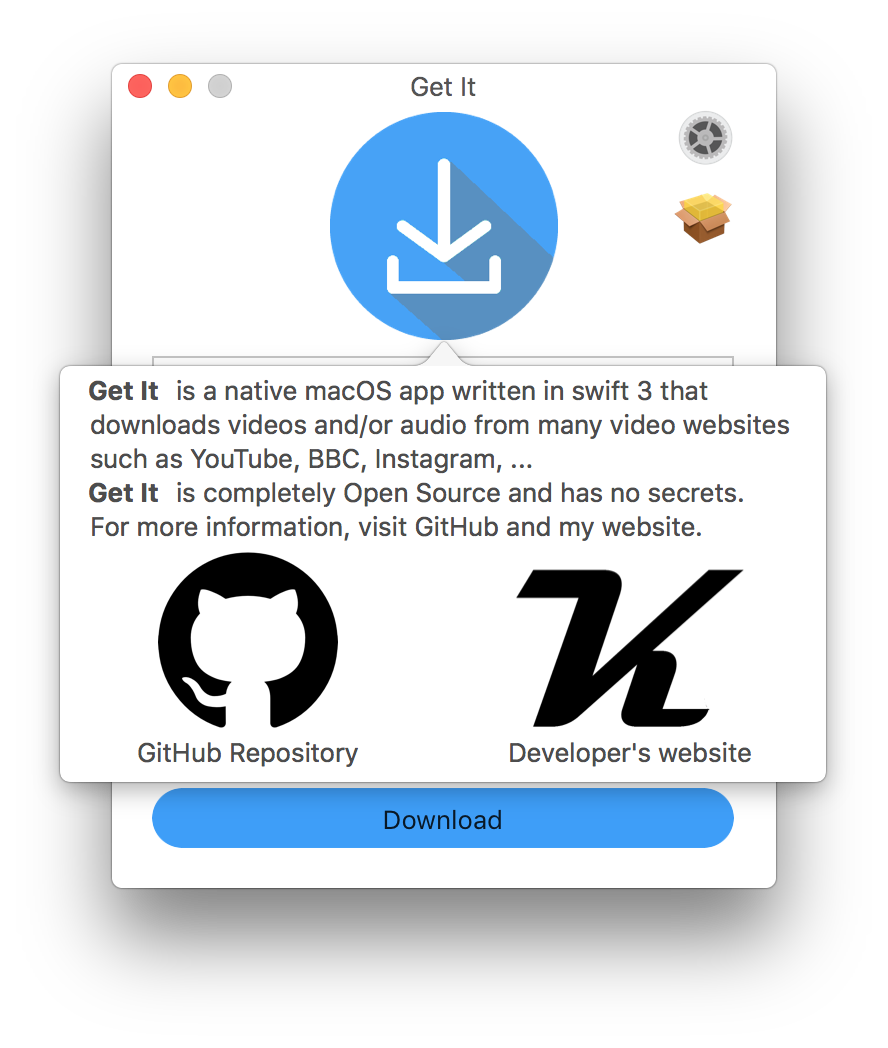 Get It
Get It is a native macOS app written in swift 3 that
downloads videos and/or audio from many video websites
such as YouTube, BBC, Instagram, ...
Get It is completely Open Source and has no secrets.
For more information, visit GitHub and my website.
GitHub Repository
Developer's website
Download